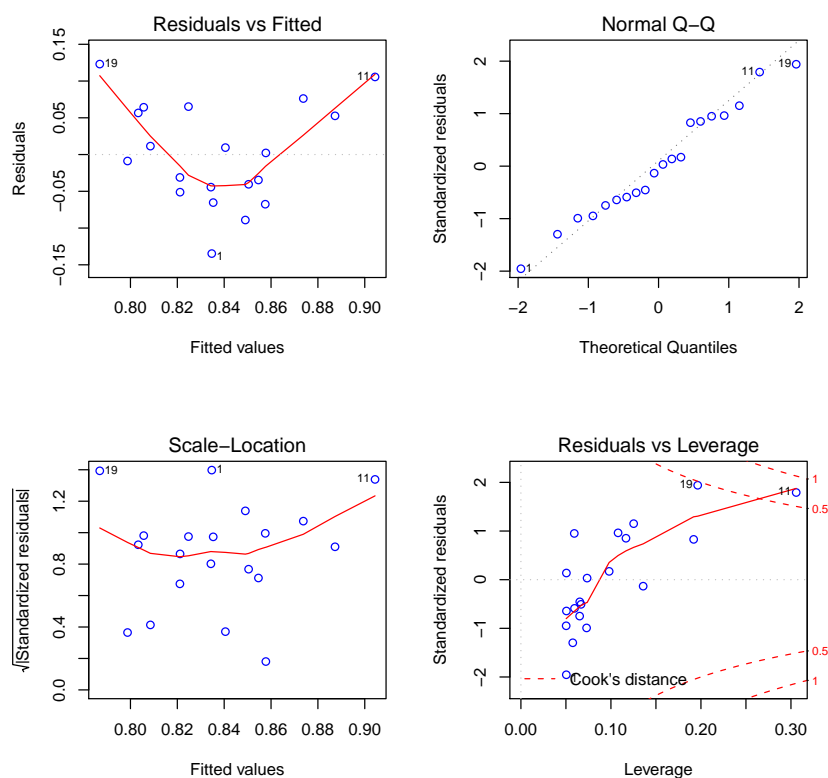 Residuals vs Fitted
0.15
0.05
−0.05
−0.15
Residuals
19
11
1
0.80 0.82 0.84 0.86 0.88 0.90
Fitted values
Normal Q−Q
2
1
0
−1
−2
Standardized residuals
11
19
1
−2 −1 0 1 2
Theoretical Quantiles
Scale−Location
1.2
0.8
0.4
0.0
√|Standardized residuals|
19
1
11
0.80 0.82 0.84 0.86 0.88 0.90
Fitted values
Residuals vs Leverage
2
1
0
−1
−2
Standardized residuals
19
11
1
0.5
0.5
1
Cook's distance
1
0.00 0.10 0.20 0.30
Leverage